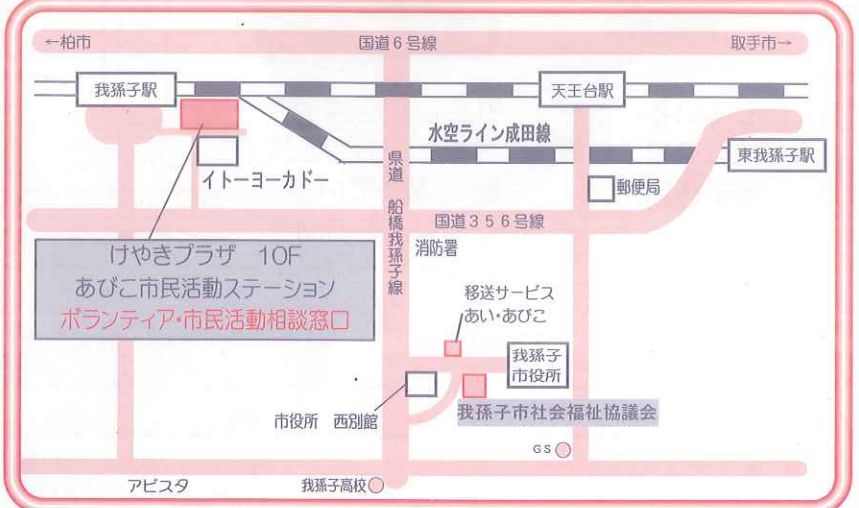 ←柏市
国道６号線
取手市→
我孫子駅
天王台駅
水空ライン成田線
東我孫子駅
イトーヨーカドー
郵便局
県道 船橋我孫子線
国道３５６号線
消防署
けやきプラザ 10F
あびこ市民活動ステーション
ボランティア・市民活動相談窓口
移送サービス
あい・あびこ
我孫子
市役所
市役所 西別館
我孫子市社会福祉協議会
ＧＳ
アビスタ
我孫子高校